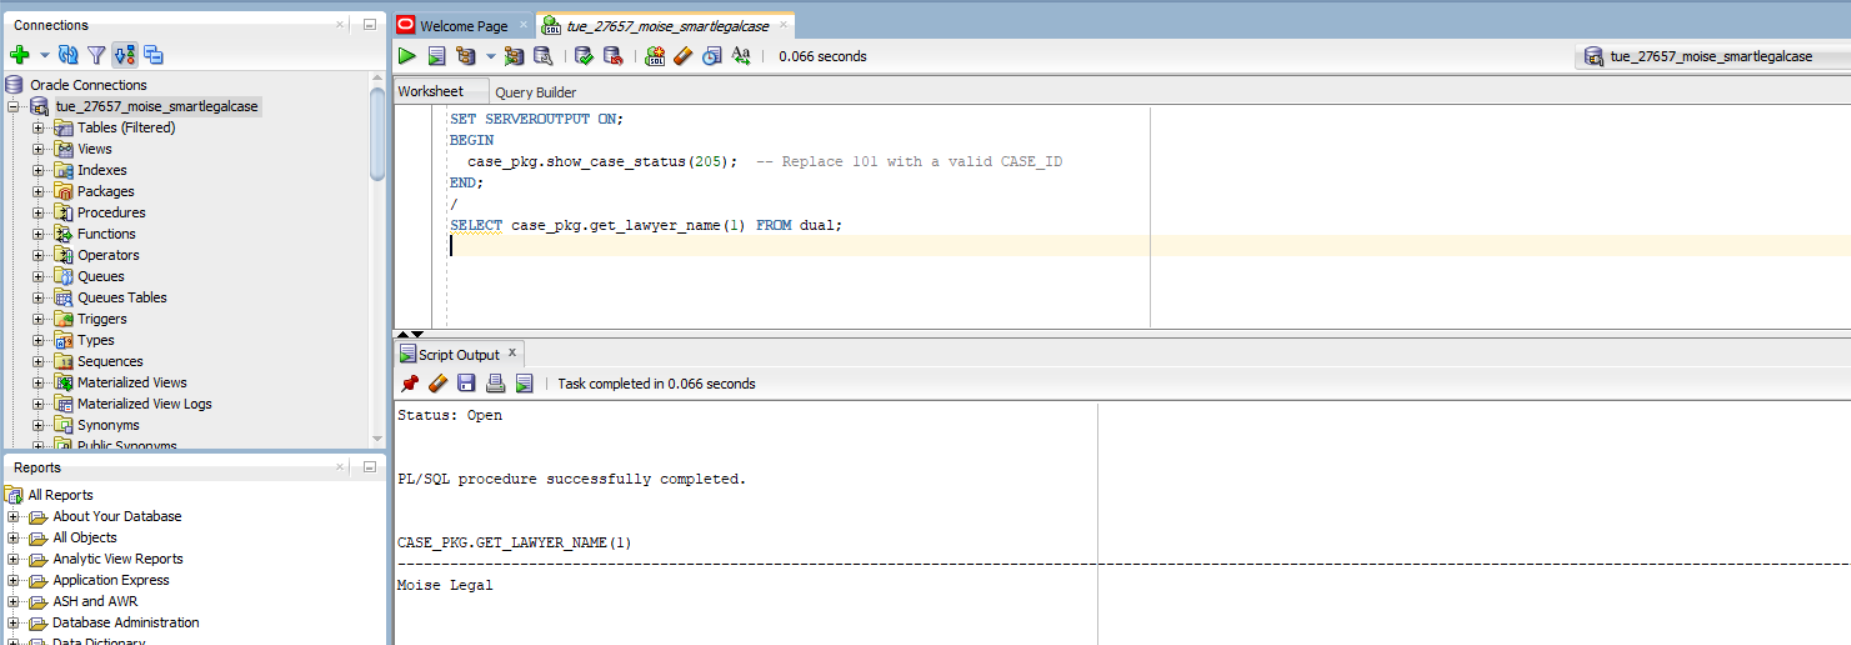 Connections
Oracle Connections
tue_27657_moise_smartlegalcase
Tables (Filtered)
Views
Indexes
Packages
Procedures
Functions
Operators
Queues
Queues Tables
Triggers
Types
Sequences
Materialized Views
Materialized View Logs
Synonyms
Public Synonyms
Reports
All Reports
About Your Database
All Objects
Analytic View Reports
Application Express
ASH and AWR
Database Administration
Data Dictionary
Welcome Page
tue_27657_moise_smartlegalcase
0.066 seconds
tue_27657_moise_smartlegalcase
Worksheet
Query Builder
SET SERVEROUTPUT ON;
BEGIN
case_pkg.show_case_status(205); -- Replace 101 with a valid CASE_ID
END;
/
SELECT case_pkg.get_lawyer_name(1) FROM dual;
Script Output
Task completed in 0.066 seconds
Status: Open
PL/SQL procedure successfully completed.
CASE_PKG.GET_LAWYER_NAME(1)
Moise Legal